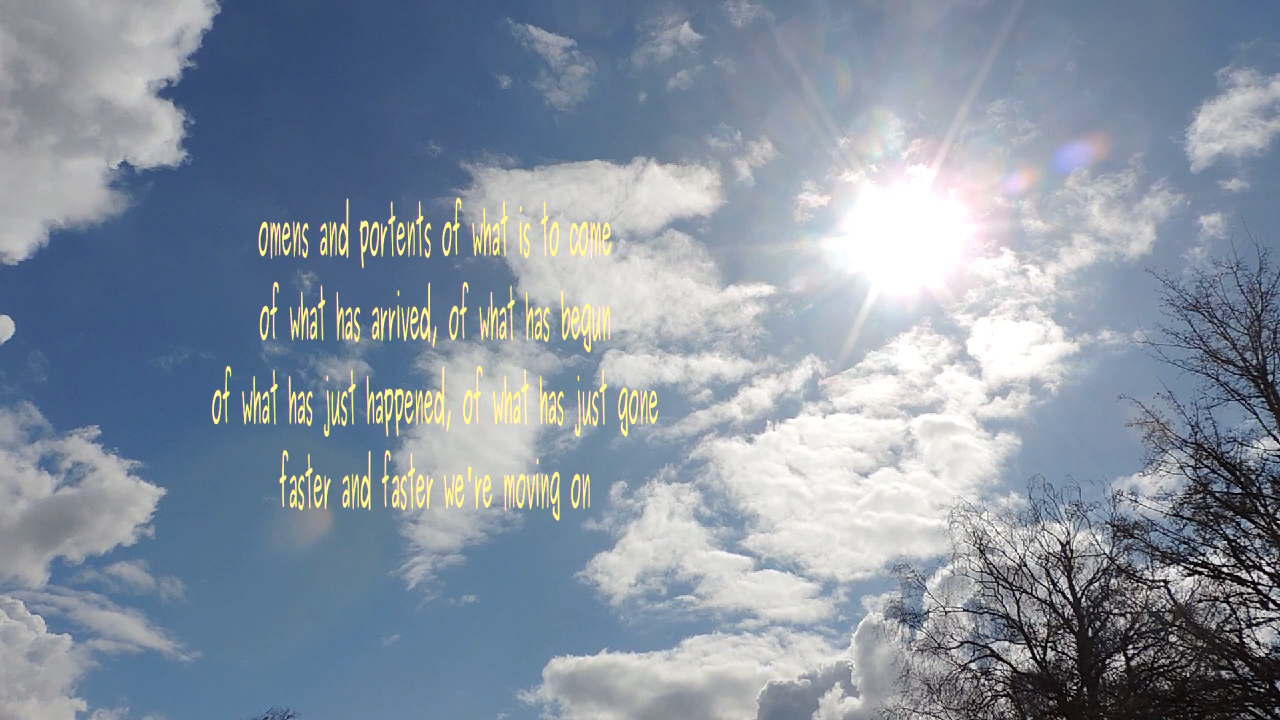 omens and portents of what is to come
of what has arrived, of what has begun
of what has just happened, of what has just gone
faster and faster we're moving on